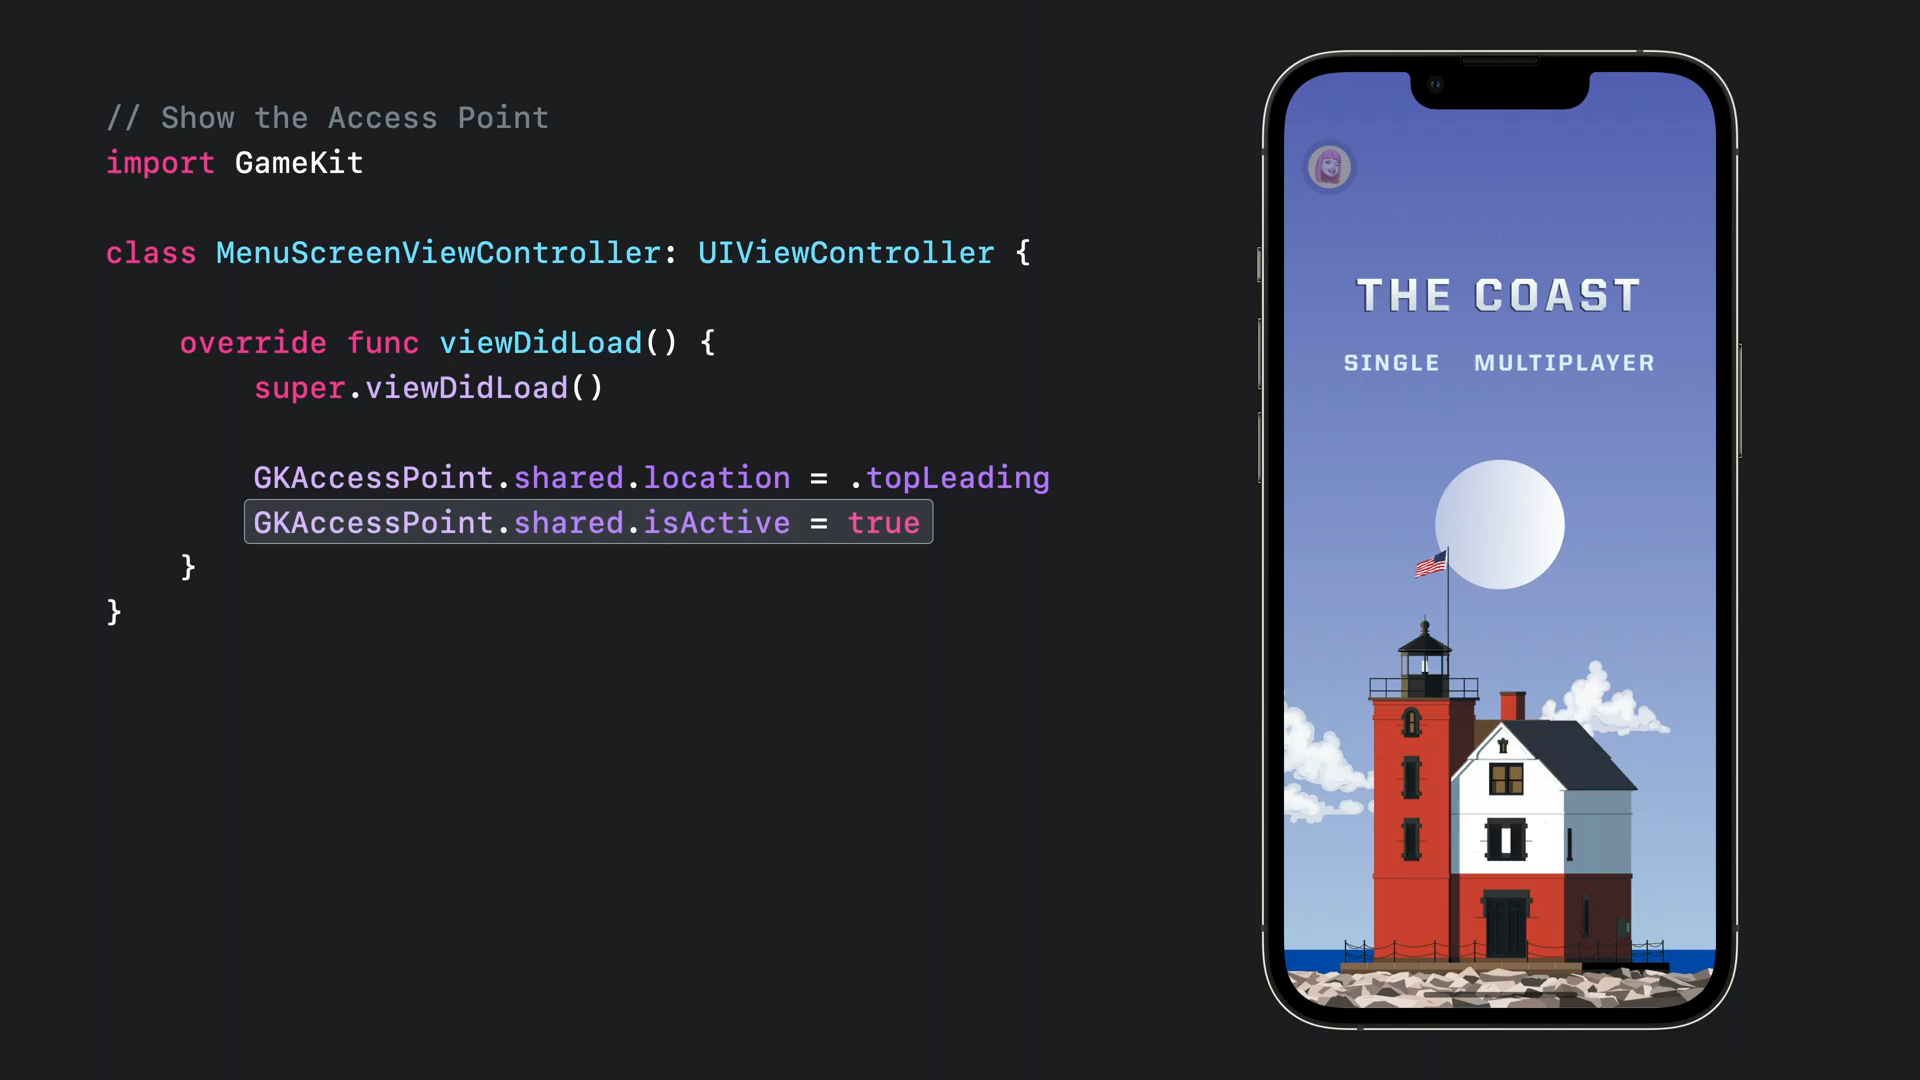 // Show the Access Point
import GameKit
class MenuScreenViewController: UIViewController {
override func viewDidLoad() {
super.viewDidLoad()
GKAccessPoint.shared.location = .topLeading
GKAccessPoint.shared.isActive = true
}
}
THE COAST
SINGLE MULTIPLAYER